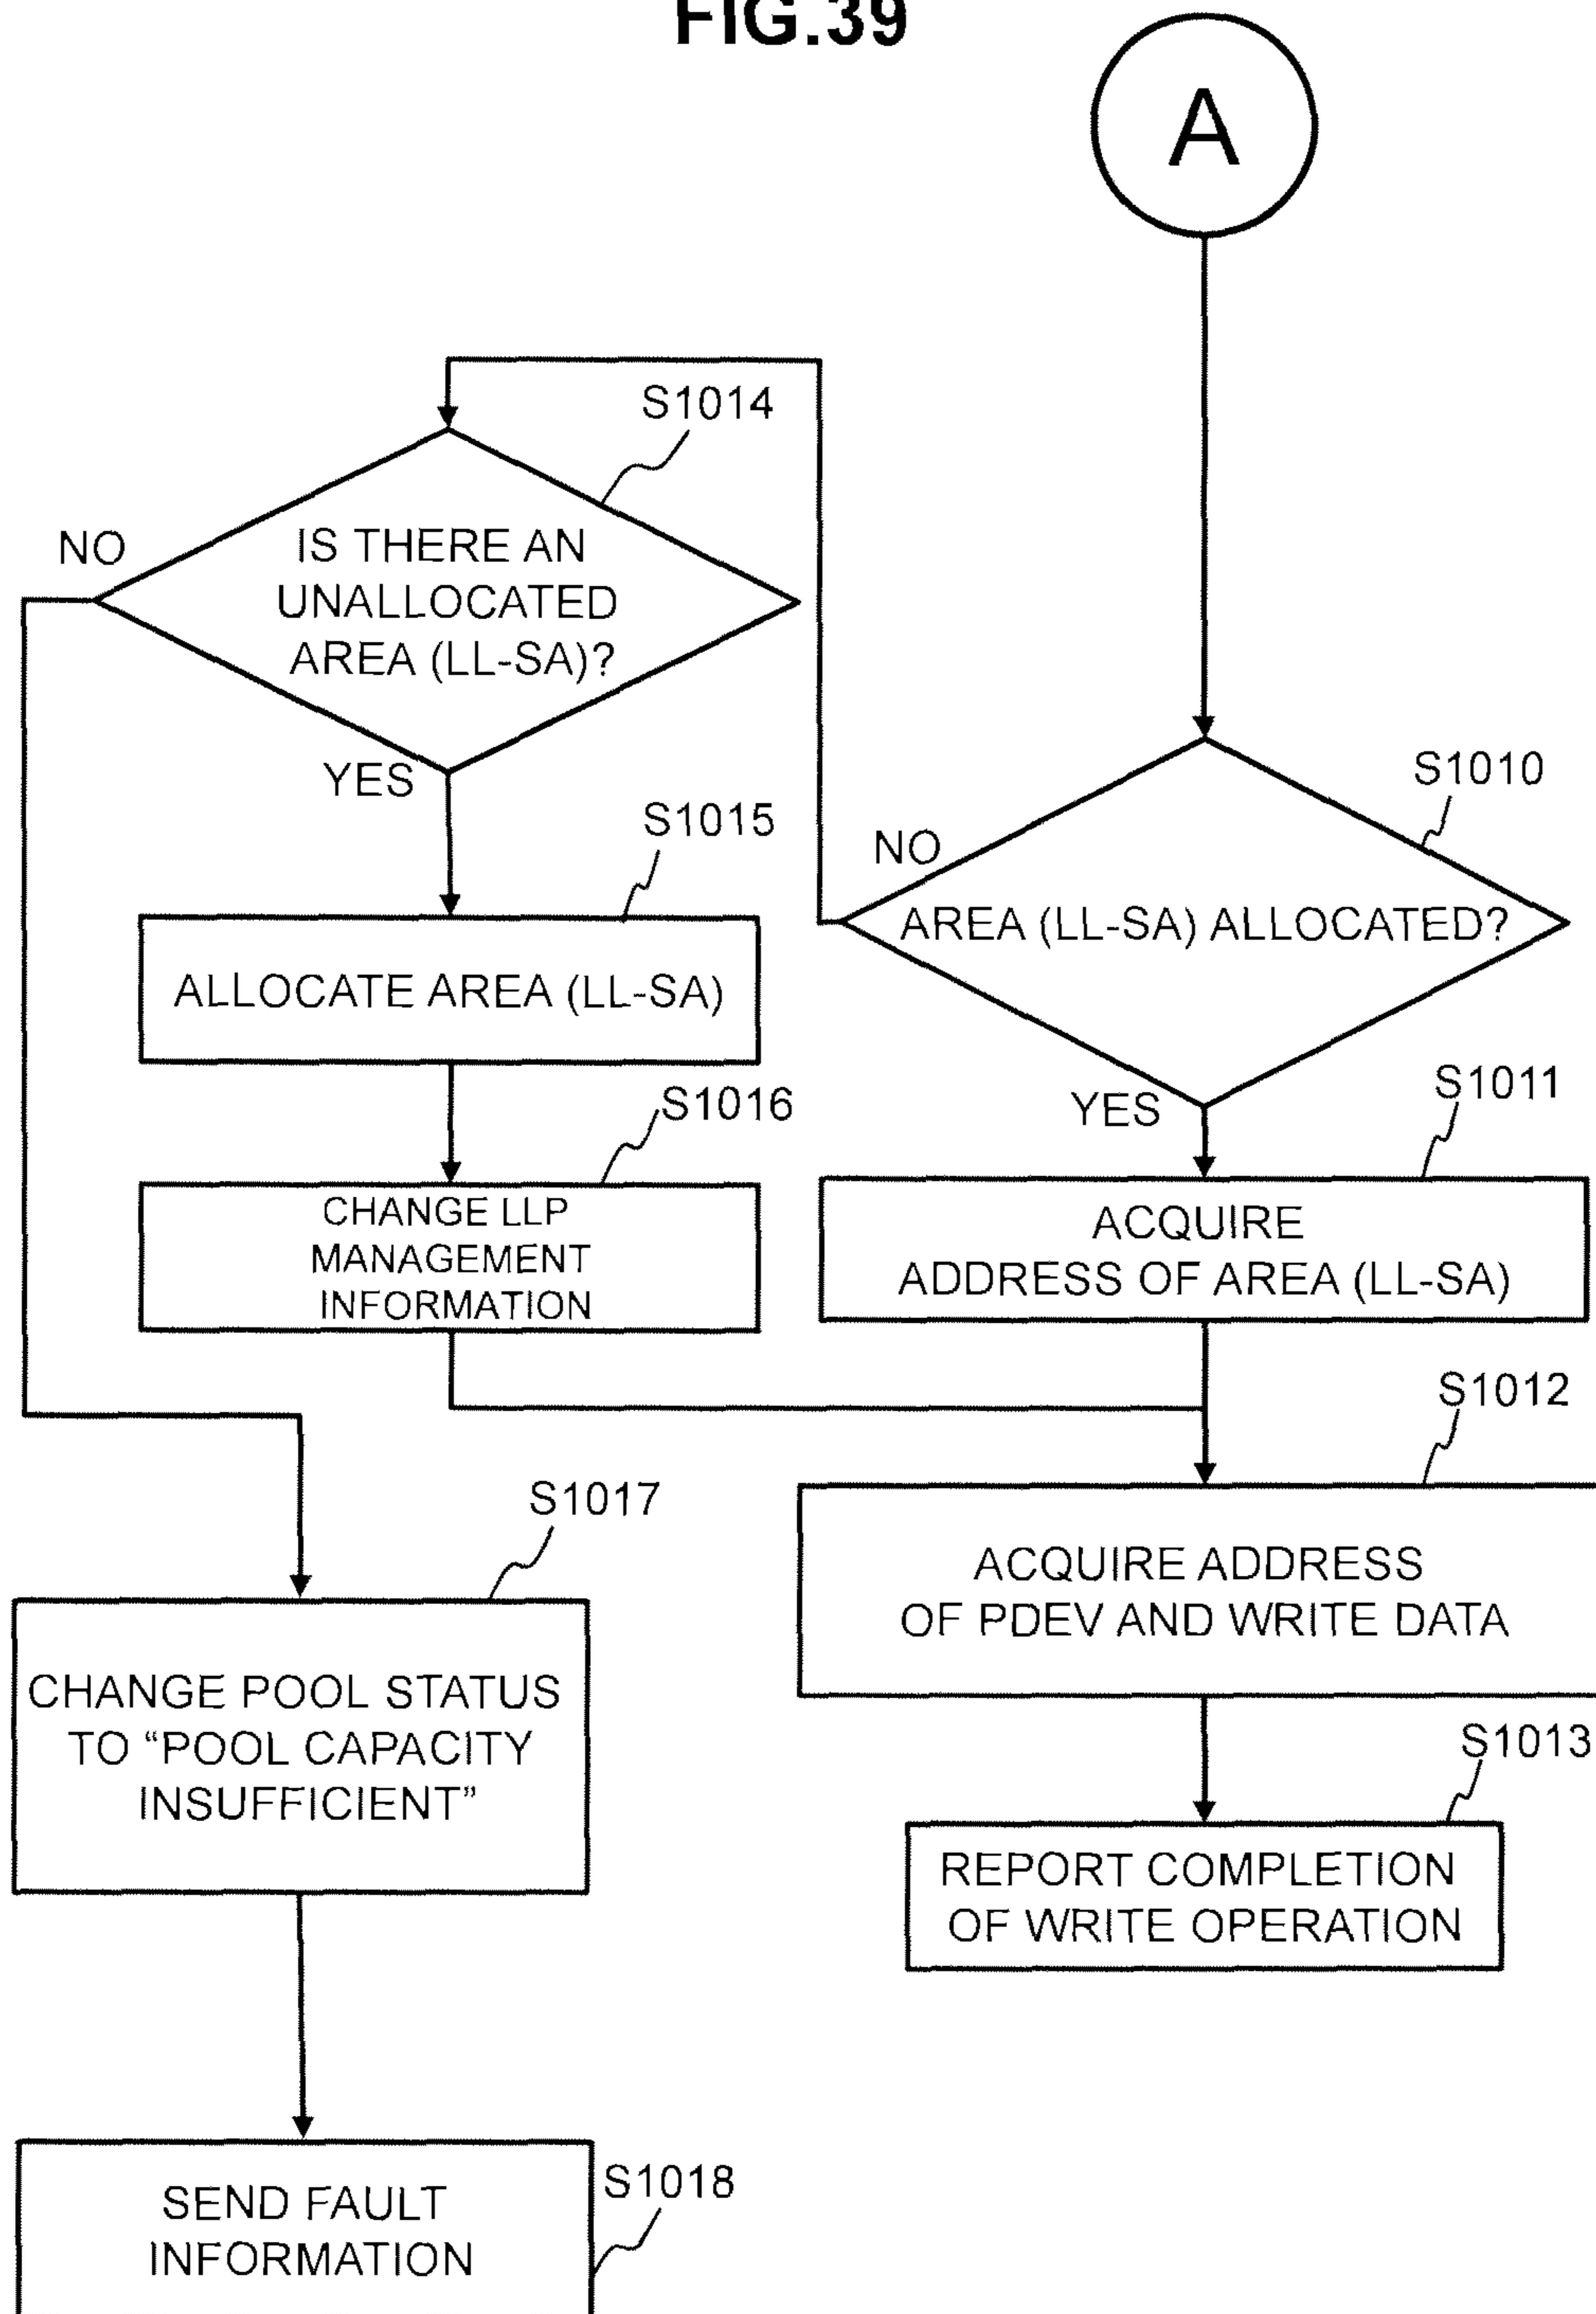 FIG.39
A
S1014
NO
IS THERE AN
UNALLOCATED
AREA (LL-SA)?
YES
S1010
NO
AREA (LL-SA) ALLOCATED?
YES
S1015
ALLOCATE AREA (LL-SA)
S1016
CHANGE LLP
MANAGEMENT
INFORMATION
S1011
ACQUIRE
ADDRESS OF AREA (LL-SA)
S1012
ACQUIRE ADDRESS
OF PDEV AND WRITE DATA
S1017
CHANGE POOL STATUS
TO “POOL CAPACITY
INSUFFICIENT”
S1013
REPORT COMPLETION
OF WRITE OPERATION
S1018
SEND FAULT
INFORMATION